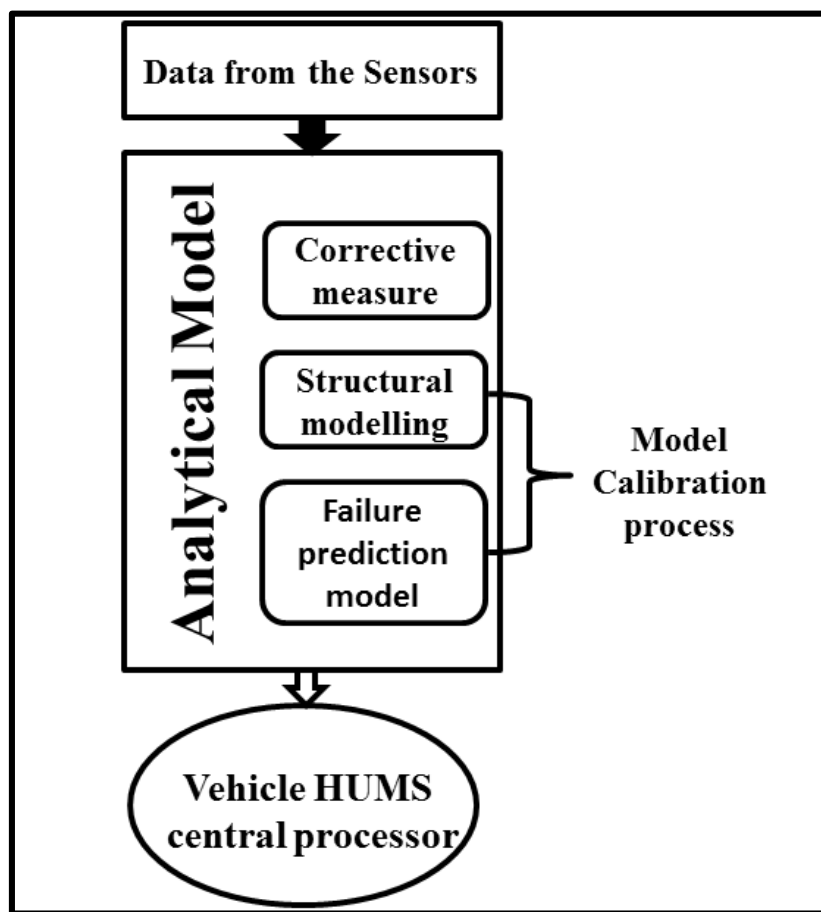 Data from the Sensors
Analytical Model
Corrective
measure
Structural
modelling
Failure
prediction
model
Model
Calibration
process
Vehicle HUMS
central processor